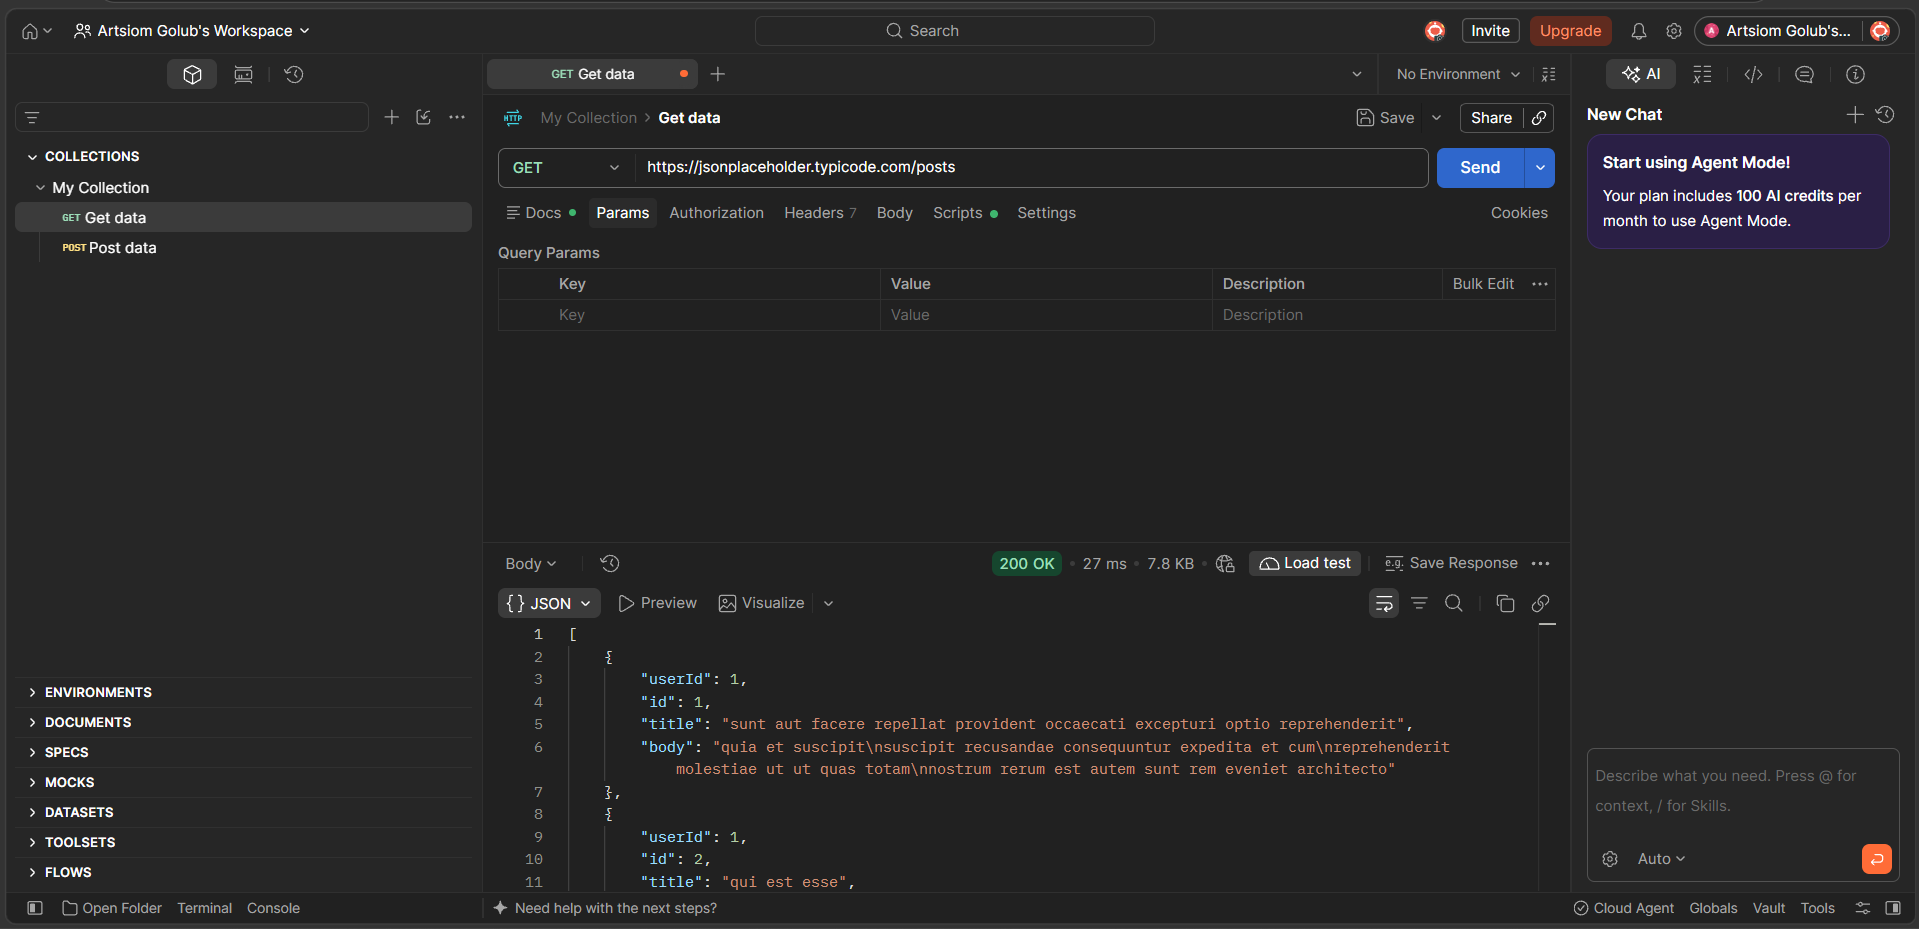 Artsiom Golub's Workspace
Search
Invite
Upgrade
A Artsiom Golub's...
GET Get data
No Environment
AI
My Collection > Get data
Save
Share
New Chat
COLLECTIONS
My Collection
GET Get data
POST Post data
GET https://jsonplaceholder.typicode.com/posts
Send
Start using Agent Mode!
Your plan includes 100 AI credits per
month to use Agent Mode.
Docs Params Authorization Headers 7 Body Scripts Settings Cookies
Query Params
Key Value Description Bulk Edit
Key Value Description
Body
200 OK • 27 ms • 7.8 KB
Load test
e.g. Save Response
{} JSON
Preview
Visualize
1 [
2 {
3 "userId": 1,
4 "id": 1,
5 "title": "sunt aut facere repellat provident occaecati excepturi optio reprehenderit",
6 "body": "quia et suscipit\nsuscipit recusandae consequuntur expedita et cum\nreprehenderit
molestiae ut ut quas totam\nnostrum rerum est autem sunt rem eveniet architecto"
7 },
8 {
9 "userId": 1,
10 "id": 2,
11 "title": "qui est esse",
ENVIRONMENTS
DOCUMENTS
SPECS
MOCKS
DATASETS
TOOLSETS
FLOWS
Describe what you need. Press @ for
context, / for Skills.
Auto
Open Folder
Terminal
Console
Need help with the next steps?
Cloud Agent
Globals
Vault
Tools